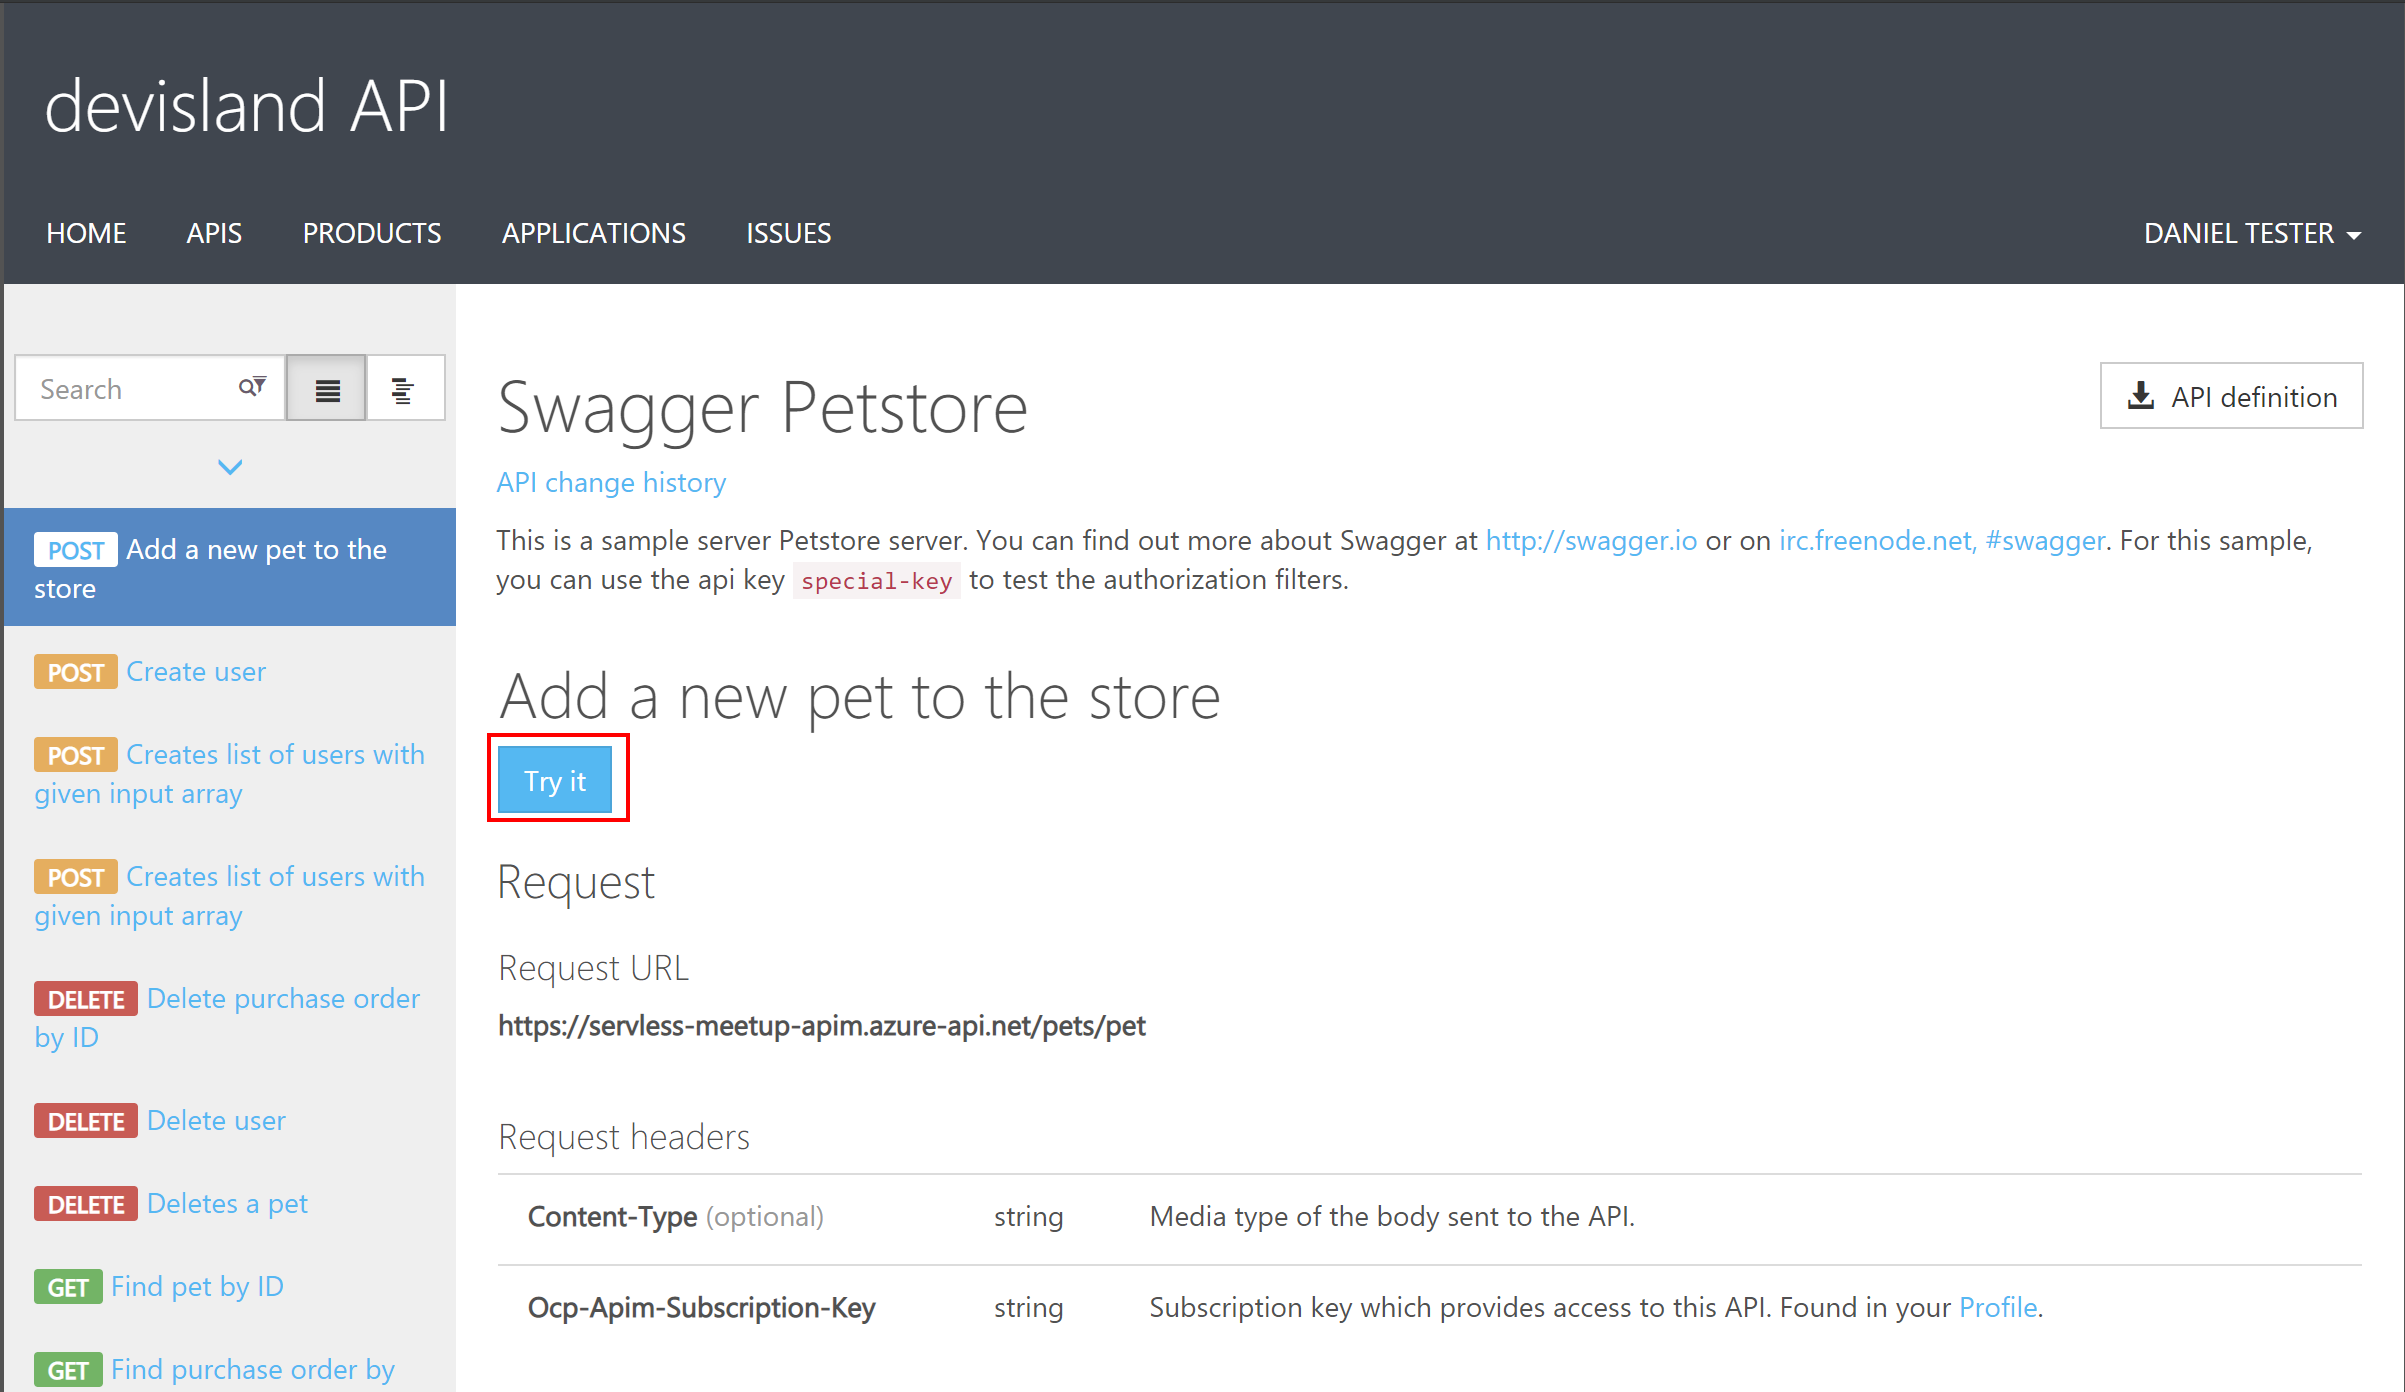 devisland API
HOME APIS PRODUCTS APPLICATIONS ISSUES DANIEL TESTER
Search
POST Add a new pet to the
store
POST Create user
POST Creates list of users with
given input array
POST Creates list of users with
given input array
DELETE Delete purchase order
by ID
DELETE Delete user
DELETE Deletes a pet
GET Find pet by ID
GET Find purchase order by
Swagger Petstore
API definition
API change history
This is a sample server Petstore server. You can find out more about Swagger at http://swagger.io or on irc.freenode.net, #swagger. For this sample,
you can use the api key special-key to test the authorization filters.
Add a new pet to the store
Try it
Request
Request URL
https://servless-meetup-apim.azure-api.net/pets/pet
Request headers
Content-Type (optional) string Media type of the body sent to the API.
Ocp-Apim-Subscription-Key string Subscription key which provides access to this API. Found in your Profile.